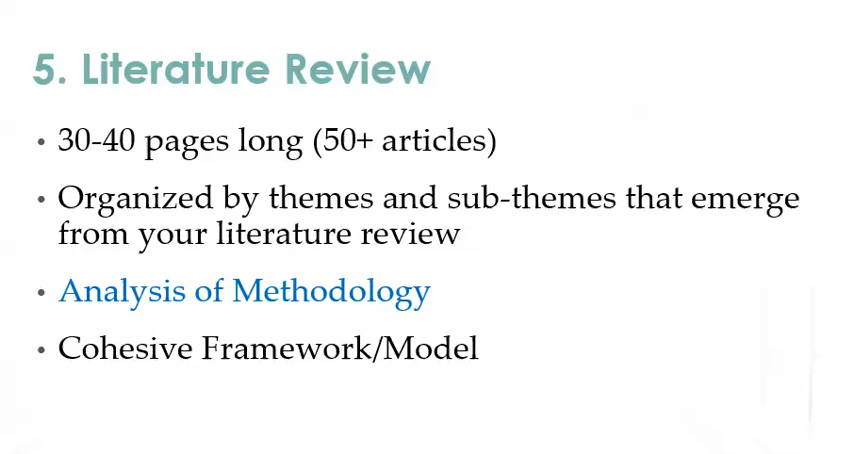 5. Literature Review
• 30-40 pages long (50+ articles)
• Organized by themes and sub-themes that emerge
from your literature review
• Analysis of Methodology
• Cohesive Framework/Model